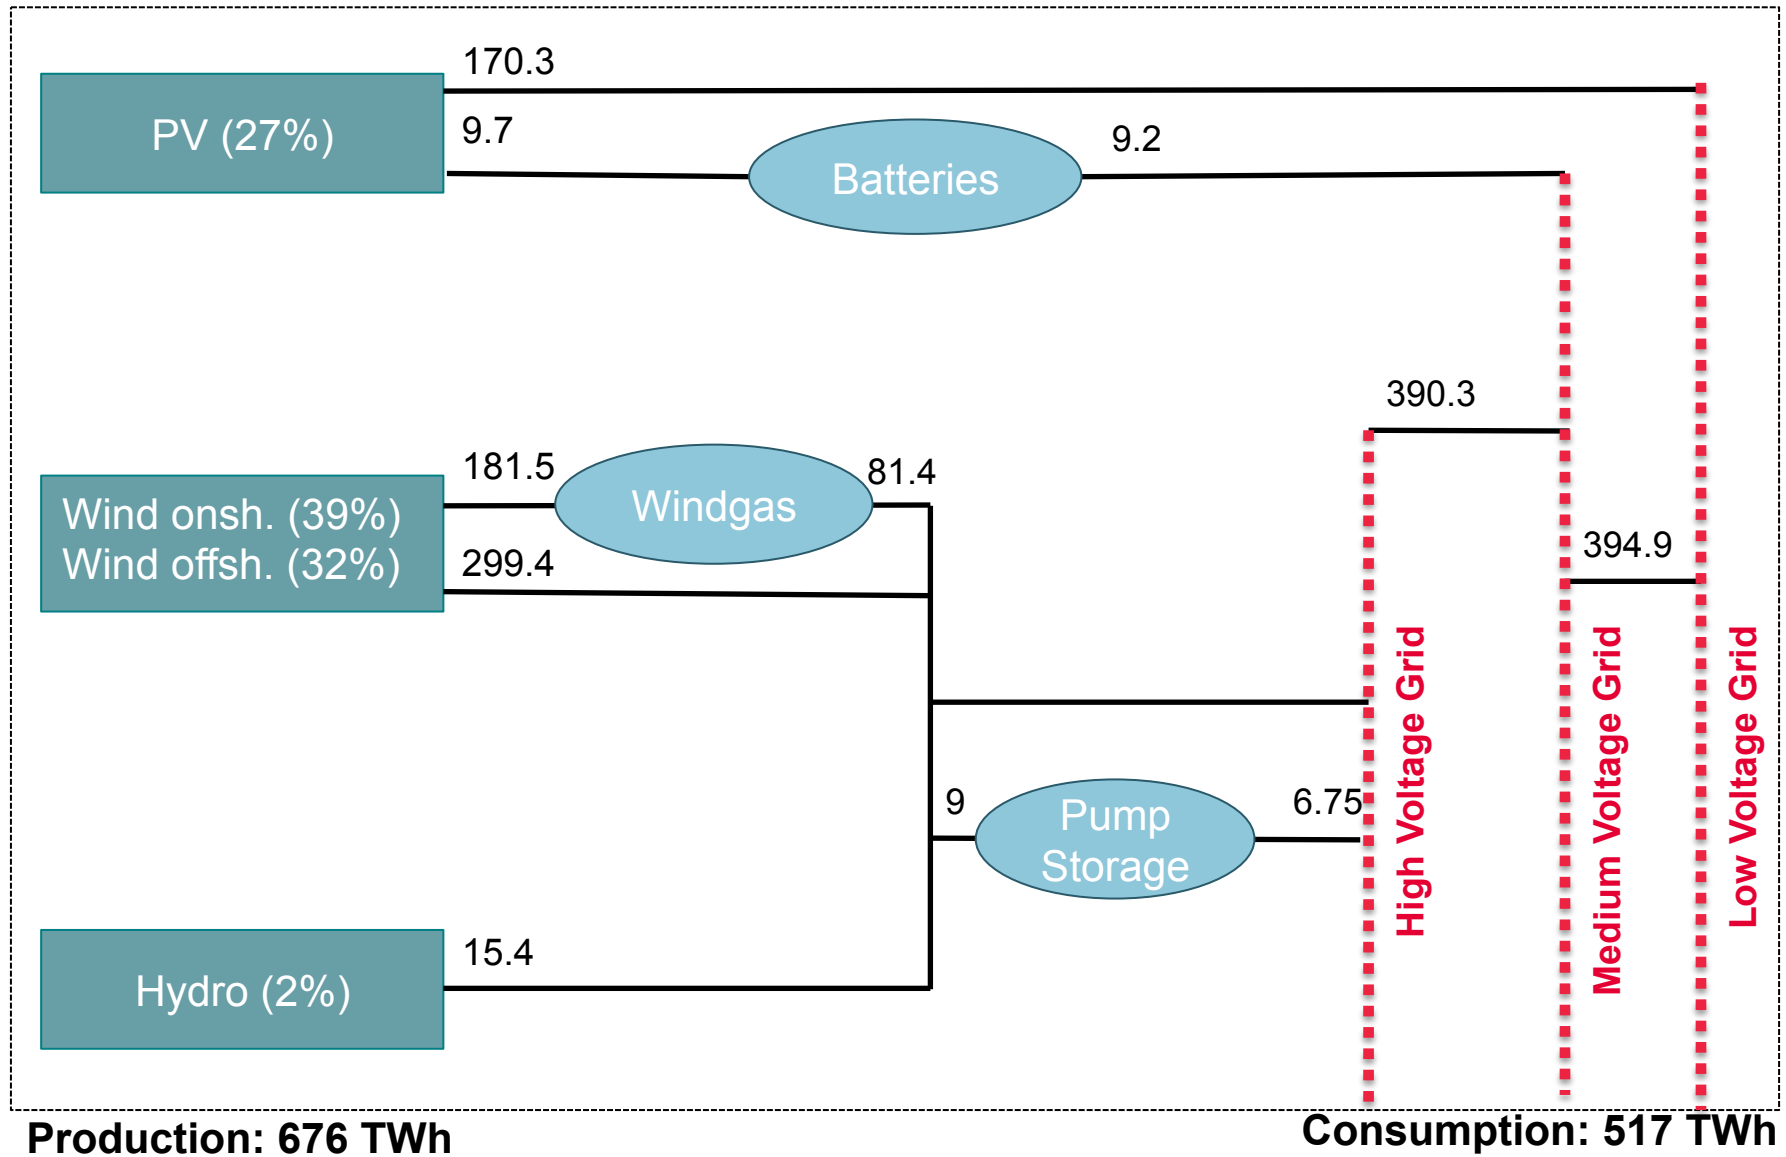 170.3
PV (27%)
9.7
Batteries
9.2
390.3
181.5
Windgas
81.4
Wind onsh. (39%)
Wind offsh. (32%)
299.4
394.9
High Voltage Grid
Medium Voltage Grid
Low Voltage Grid
9
Pump
Storage
6.75
15.4
Hydro (2%)
Production: 676 TWh
Consumption: 517 TWh